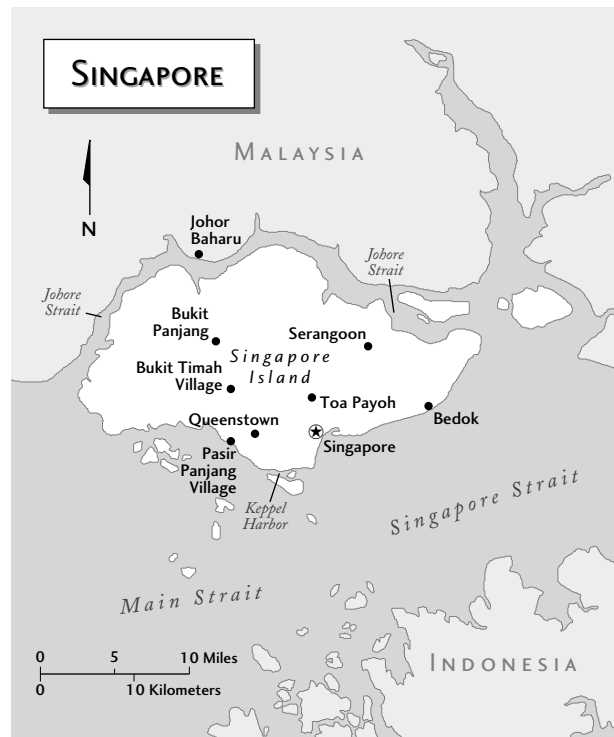 SINGAPORE
MALAYSIA
N
Johor
Baharu
Johore
Strait
Johore
Strait
Bukit
Panjang
Serangoon
Singapore
Island
Bukit Timah
Village
Toa Payoh
Bedok
Queenstown
Singapore
Pasir
Panjang
Village
Keppel
Harbor
Singapore Strait
Main Strait
INDONESIA
0 5 10 Miles
0 10 Kilometers